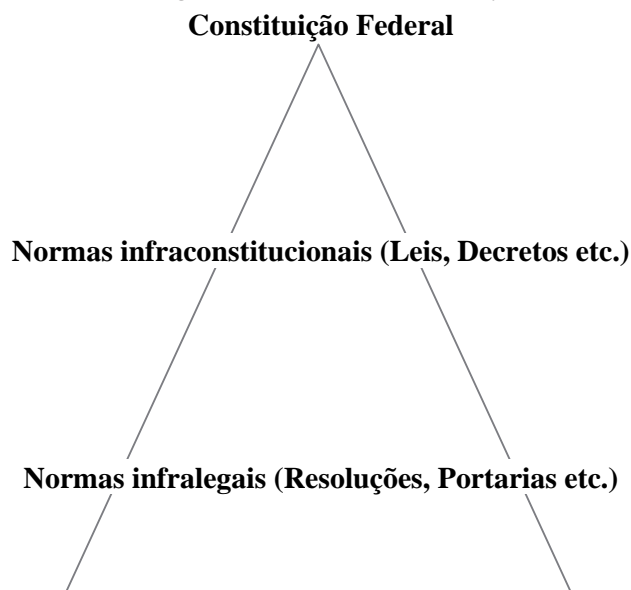 Constituição Federal
Normas infraconstitucionais (Leis, Decretos etc.)
Normas infralegais (Resoluções, Portarias etc.)